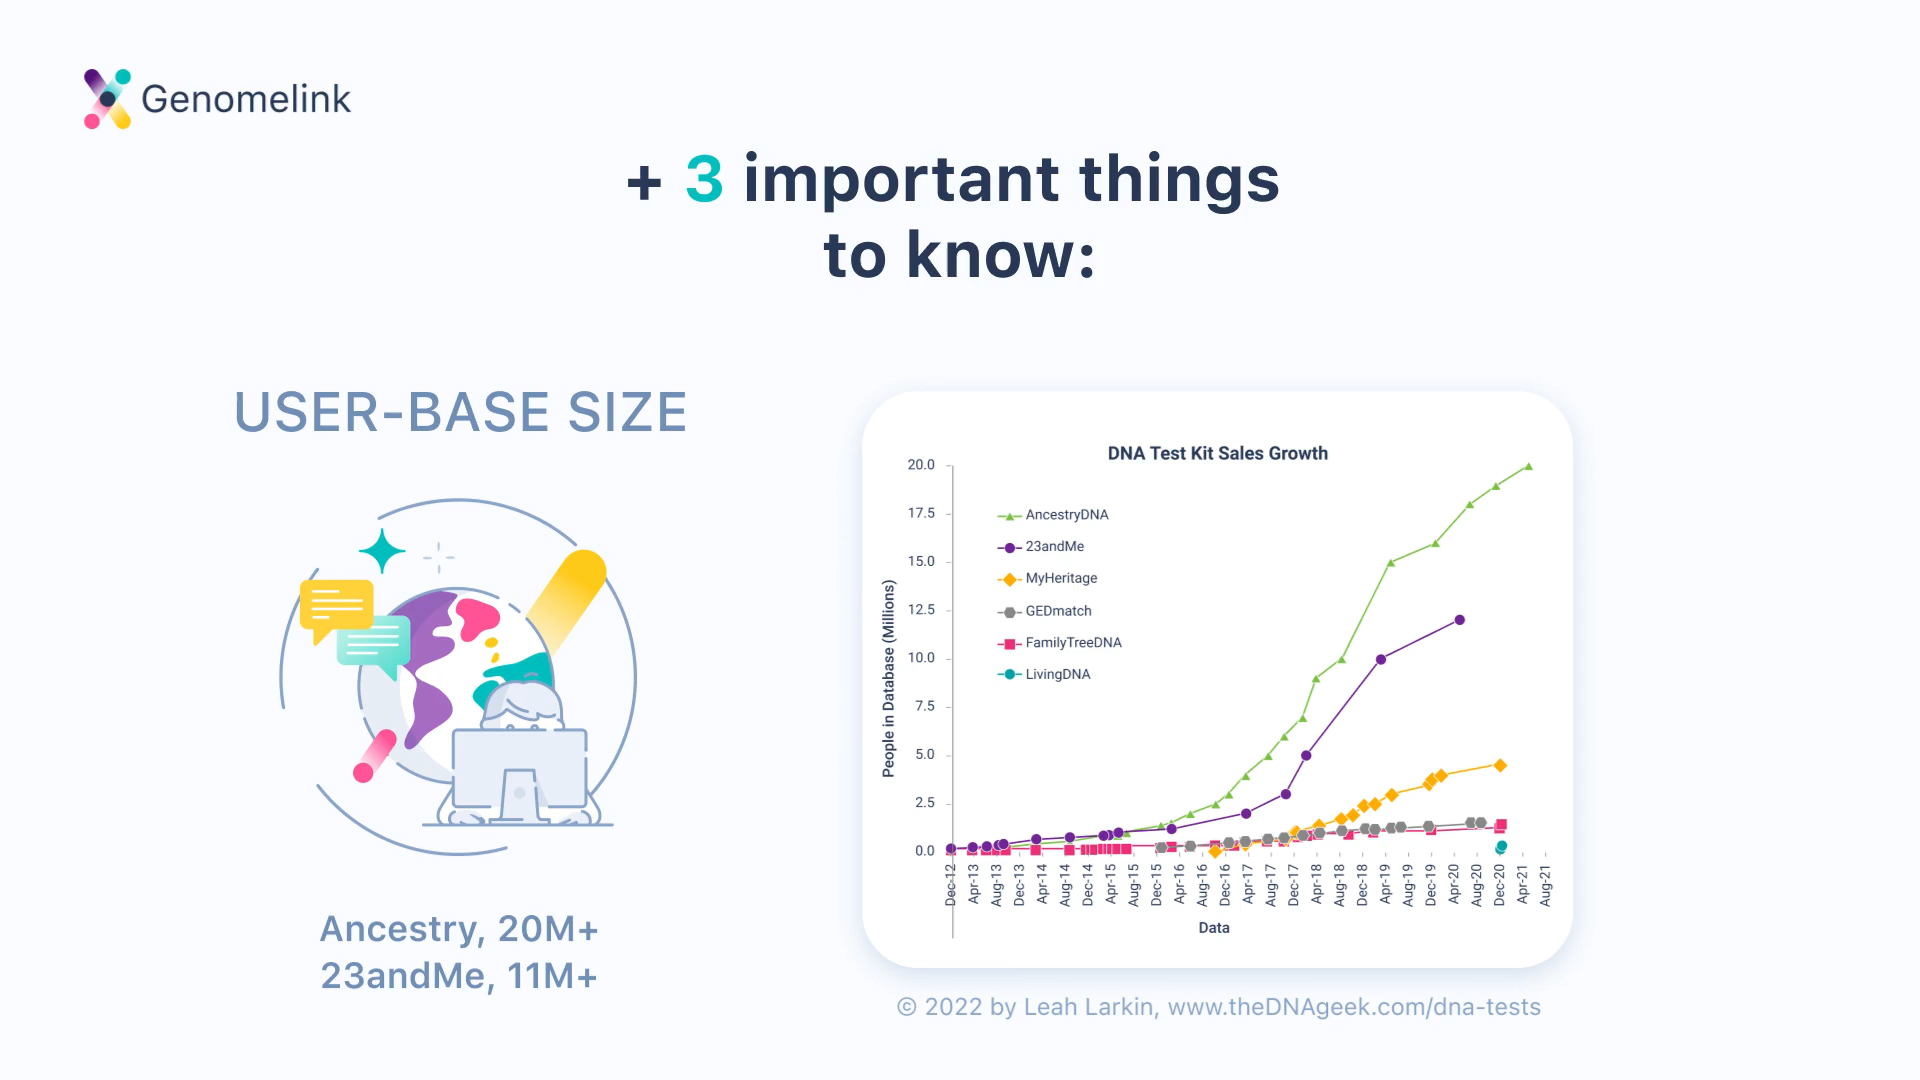 Genomelink
+ 3 important things
to know:
USER-BASE SIZE
Ancestry, 20M+
23andMe, 11M+
DNA Test Kit Sales Growth
People in Database (Millions)
20.0
17.5
15.0
12.5
10.0
7.5
5.0
2.5
0.0
AncestryDNA
23andMe
MyHeritage
GEDmatch
FamilyTreeDNA
LivingDNA
Dec-12
Apr-13
Aug-13
Dec-13
Apr-14
Aug-14
Dec-14
Apr-15
Aug-15
Dec-15
Apr-16
Aug-16
Dec-16
Apr-17
Aug-17
Dec-17
Apr-18
Aug-18
Dec-18
Apr-19
Aug-19
Dec-19
Apr-20
Aug-20
Dec-20
Apr-21
Aug-21
Data
© 2022 by Leah Larkin, www.theDNAgeek.com/dna-tests